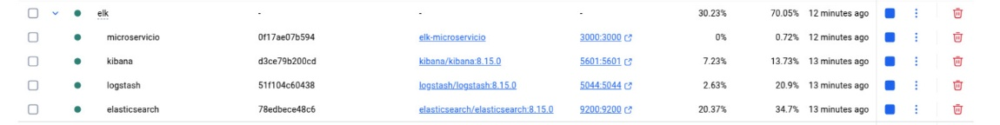 elk - - - 30.23% 70.05% 12 minutes ago
microservicio 0f17ae07b594 elk-microservicio 3000:3000 0% 0.72% 12 minutes ago
kibana d3ce79b200cd kibana/kibana:8.15.0 5601:5601 7.23% 13.73% 13 minutes ago
logstash 51f104c60438 logstash/logstash:8.15.0 5044:5044 2.63% 20.9% 13 minutes ago
elasticsearch 78edbece48c6 elasticsearch/elasticsearch:8.15.0 9200:9200 20.37% 34.7% 13 minutes ago